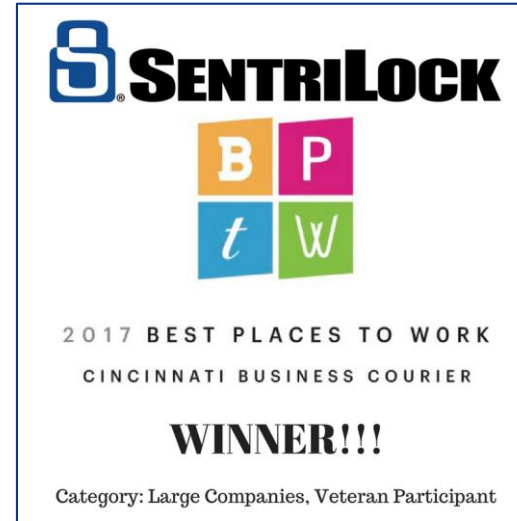 SENTRILOCK
B P
t W
2017 BEST PLACES TO WORK
CINCINNATI BUSINESS COURIER
WINNER!!!
Category: Large Companies, Veteran Participant